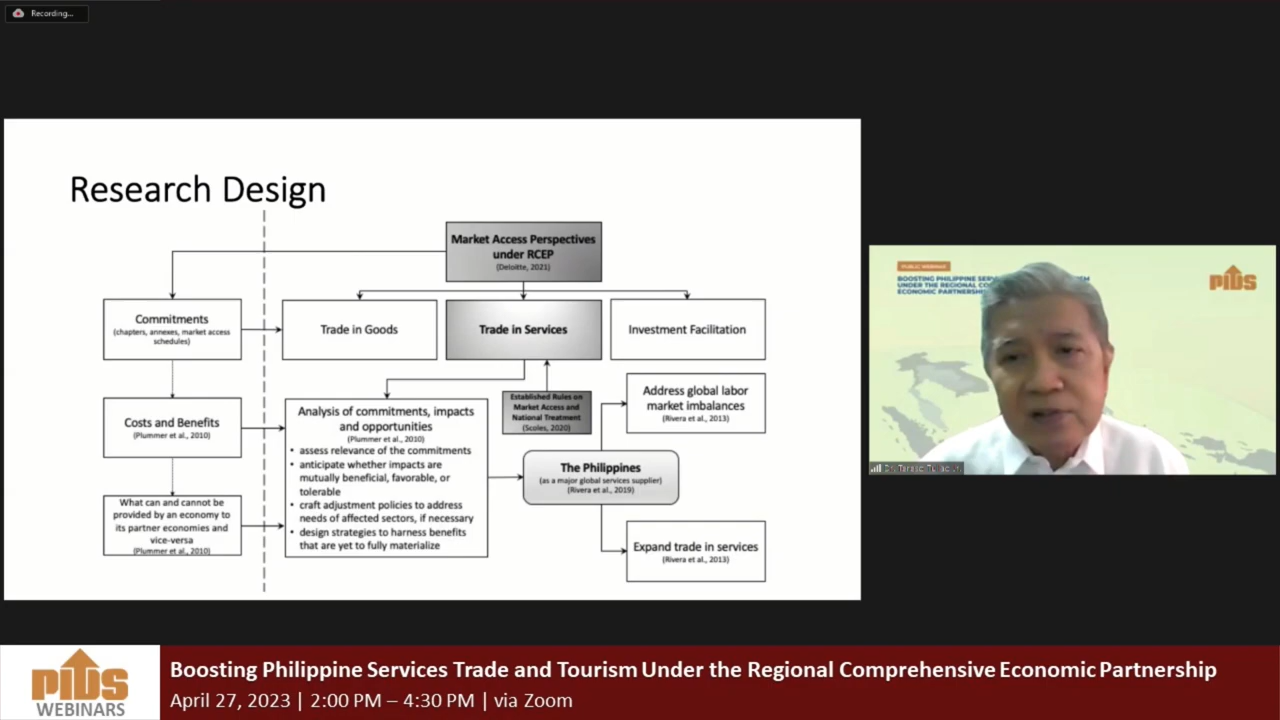 Recording...
Research Design
Market Access Perspectives
under RCEP
(Deloitte, 2021)
Commitments
(chapters, annexes, market access
schedules)
Trade in Goods
Trade in Services
Investment Facilitation
Costs and Benefits
(Plummer et al., 2010)
What can and cannot be
provided by an economy to
its partner economies and
vice-versa
(Plummer et al., 2010)
Analysis of commitments, impacts
and opportunities
(Plummer et al., 2010)
• assess relevance of the commitments
• anticipate whether impacts are
mutually beneficial, favorable, or
tolerable
• craft adjustment policies to address
needs of affected sectors, if necessary
• design strategies to harness benefits
that are yet to fully materialize
Established Rules on
Market Access and
National Treatment
(Scoles, 2020)
Address global labor
market imbalances
(Rivera et al., 2013)
The Philippines
(as a major global services supplier)
(Rivera et al., 2019)
Expand trade in services
(Rivera et al., 2013)
PUBLIC WEBINAR
BOOSTING PHILIPPINE
UNDER THE REGIONAL
ECONOMIC PARTNERSHIP
PIDS
PIDS
WEBINARS
Boosting Philippine Services Trade and Tourism Under the Regional Comprehensive Economic Partnership
April 27, 2023 | 2:00 PM – 4:30 PM | via Zoom